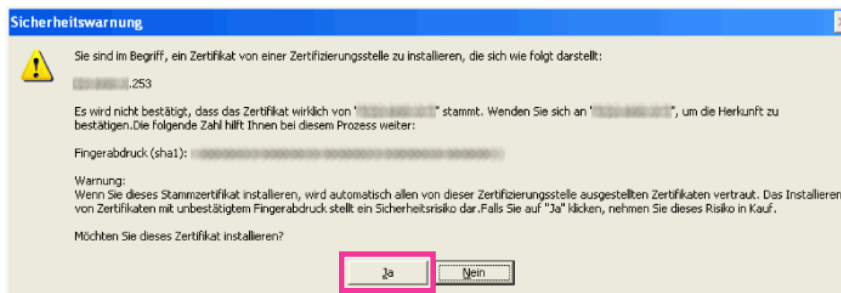 Sicherheitswarnung
Sie sind im Begriff, ein Zertifikat von einer Zertifizierungsstelle zu installieren, die sich wie folgt darstellt:
.253
Es wird nicht bestätigt, dass das Zertifikat wirklich von " " stammt. Wenden Sie sich an " ", um die Herkunft zu
bestätigen.Die folgende Zahl hilft Ihnen bei diesem Prozess weiter:
Fingerabdruck (sha1):
Warnung:
Wenn Sie dieses Stammzertifikat installieren, wird automatisch allen von dieser Zertifizierungsstelle ausgestellten Zertifikaten vertraut. Das Installieren
von Zertifikaten mit unbestätigtem Fingerabdruck stellt ein Sicherheitsrisiko dar.Falls Sie auf "Ja" klicken, nehmen Sie dieses Risiko in Kauf.
Möchten Sie dieses Zertifikat installieren?
Ja Nein